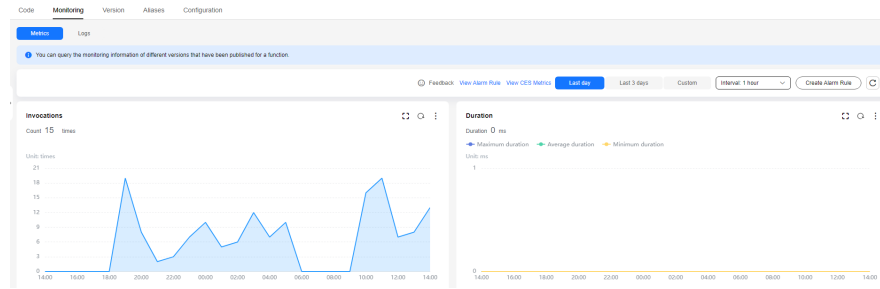 Code Monitoring Version Aliases Configuration
Metrics Logs
You can query the monitoring information of different versions that have been published for a function.
Feedback View Alarm Rule View CES Metrics Last day Last 3 days Custom Interval: 1 hour Create Alarm Rule
Invocations
Count 15 times
Unit: times
21
18
15
12
9
6
3
0
14:00 16:00 18:00 20:00 22:00 00:00 02:00 04:00 06:00 08:00 10:00 12:00 14:00
Duration
Duration 0 ms
Maximum duration Average duration Minimum duration
Unit: ms
1
0
14:00 16:00 18:00 20:00 22:00 00:00 02:00 04:00 06:00 08:00 10:00 12:00 14:00